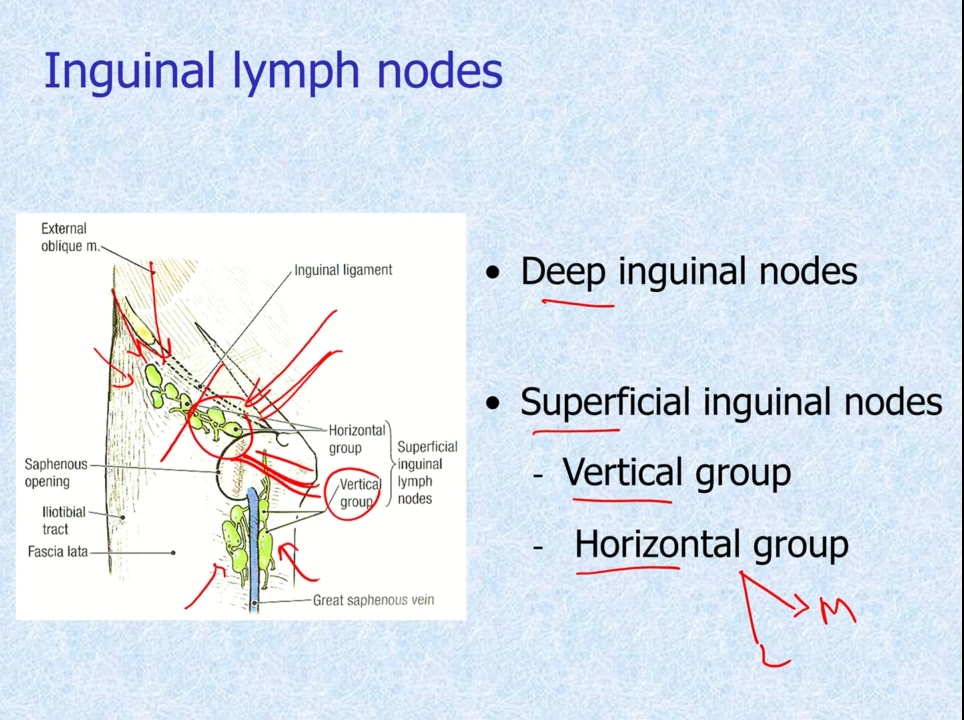 Inguinal lymph nodes
External
oblique m.
Inguinal ligament
Horizontal
group
Superficial
inguinal
lymph
nodes
Vertical
group
Saphenous
opening
Iliotibial
tract
Fascia lata
Great saphenous vein
• Deep inguinal nodes
• Superficial inguinal nodes
- Vertical group
- Horizontal group
M
L